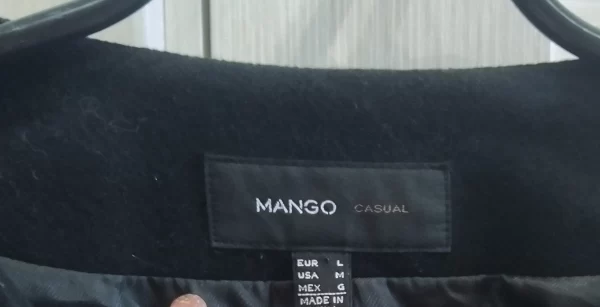 MANGO CASUAL
EUR L
USA M
MEX G
MADE IN